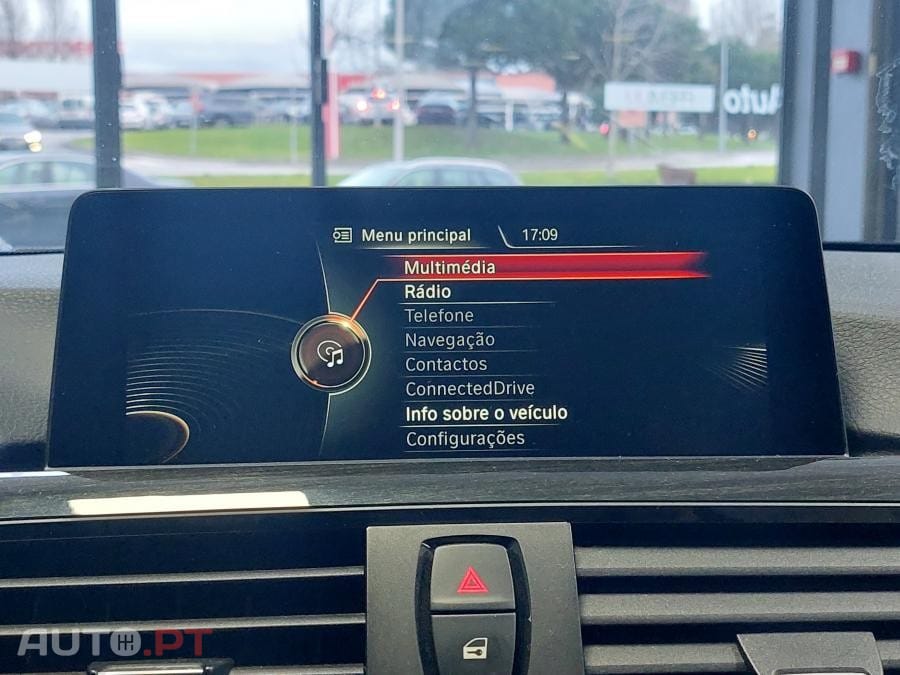 Auto
Menu principal 17:09
Multimédia
Rádio
Telefone
Navegação
Contactos
ConnectedDrive
Info sobre o veículo
Configurações
AUTO.PT